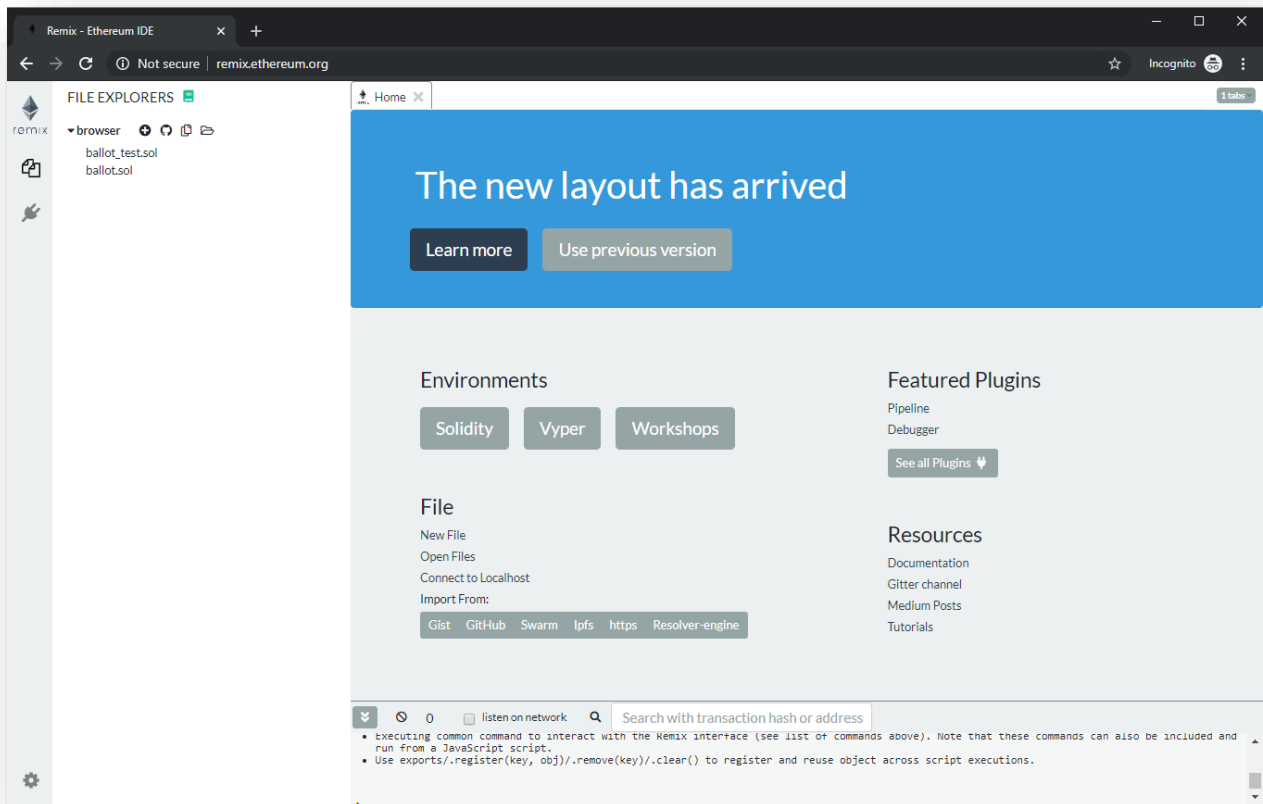 Remix - Ethereum IDE
Not secure | remix.ethereum.org
Incognito
remix
FILE EXPLORERS
browser
ballot_test.sol
ballot.sol
Home
1 tabs
The new layout has arrived
Learn more
Use previous version
Environments
Solidity
Vyper
Workshops
Featured Plugins
Pipeline
Debugger
See all Plugins
File
New File
Open Files
Connect to Localhost
Import From:
Gist GitHub Swarm Ipfs https Resolver-engine
Resources
Documentation
Gitter channel
Medium Posts
Tutorials
0
listen on network
Search with transaction hash or address
• Executing common command to interact with the Remix interface (see list of commands above). Note that these commands can also be included and
run from a JavaScript script.
• Use exports/.register(key, obj)/.remove(key)/.clear() to register and reuse object across script executions.